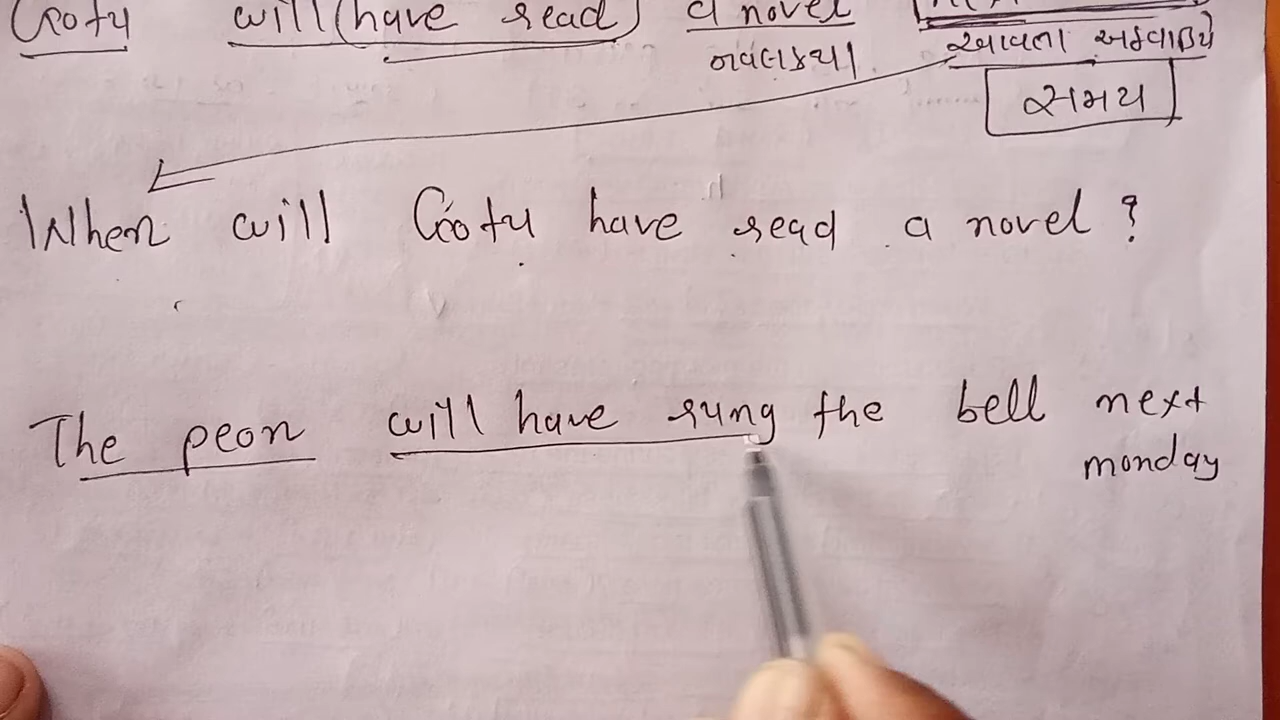 Gotu will (have read) a novel
નવલકથા આવતા અઠવાડિયે
સમય
When will Gotu have read a novel ?
The peon will have rung the bell next
monday